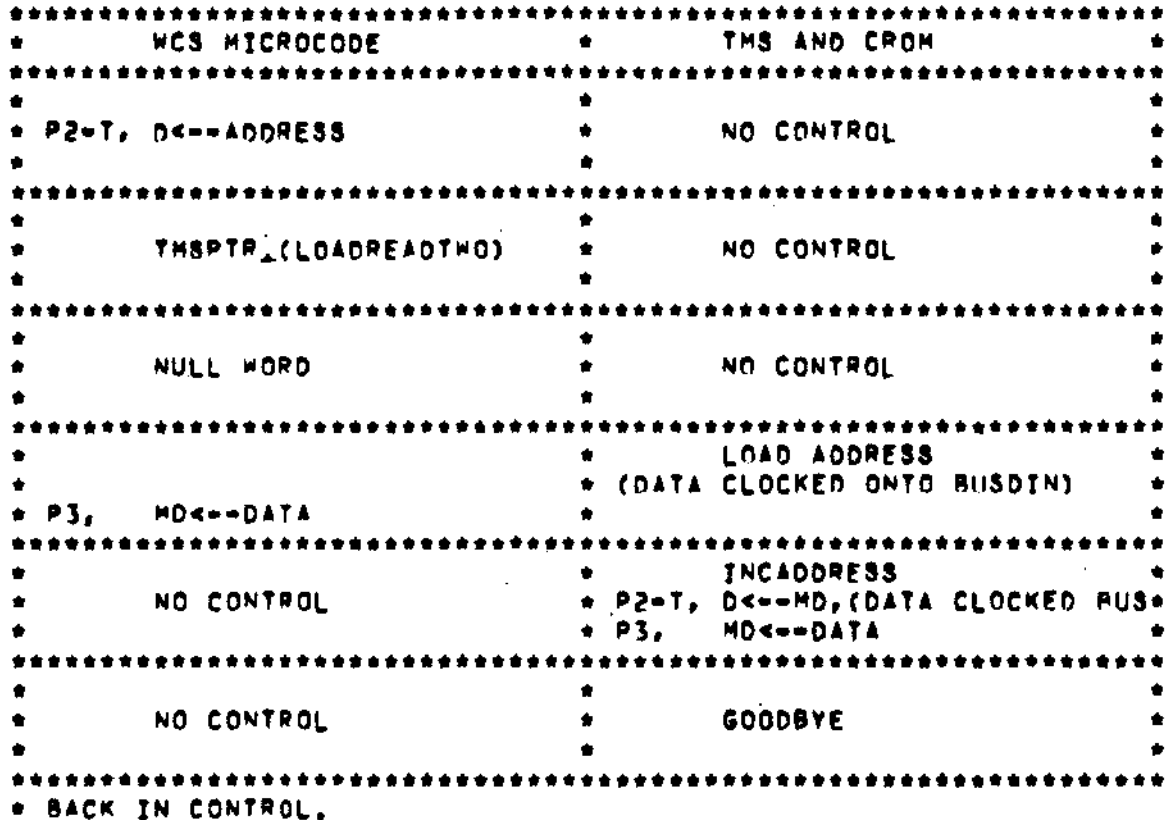 ****************************************************************
* WCS MICROCODE * TMS AND CROM *
****************************************************************
* * *
* P2=T, D<==ADDRESS * NO CONTROL *
* * *
****************************************************************
* * *
* TMSPTR_(LOADREADTWO) * NO CONTROL *
* * *
****************************************************************
* * *
* NULL WORD * NO CONTROL *
* * *
****************************************************************
* * LOAD ADDRESS *
* * (DATA CLOCKED ONTO BUSDIN) *
* P3, MD<==DATA * *
****************************************************************
* * INCADDRESS *
* NO CONTROL * P2=T, D<==MD,(DATA CLOCKED BUS*
* * P3, MD<==DATA *
****************************************************************
* * *
* NO CONTROL * GOODBYE *
* * *
****************************************************************
* BACK IN CONTROL.